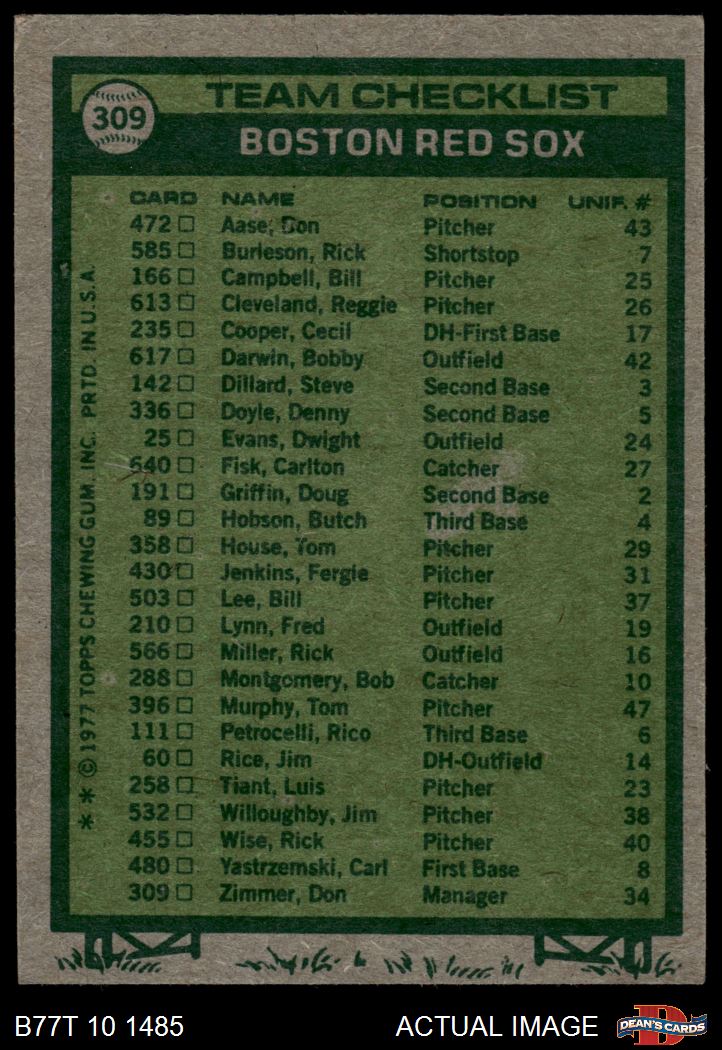 309
TEAM CHECKLIST
BOSTON RED SOX
CARD NAME POSITION UNIF. #
472 Aase, Don Pitcher 43
585 Burleson, Rick Shortstop 7
166 Campbell, Bill Pitcher 25
613 Cleveland, Reggie Pitcher 26
235 Cooper, Cecil DH-First Base 17
617 Darwin, Bobby Outfield 42
142 Dillard, Steve Second Base 3
336 Doyle, Denny Second Base 5
25 Evans, Dwight Outfield 24
640 Fisk, Carlton Catcher 27
191 Griffin, Doug Second Base 2
89 Hobson, Butch Third Base 4
358 House, Tom Pitcher 29
430 Jenkins, Fergie Pitcher 31
503 Lee, Bill Pitcher 37
210 Lynn, Fred Outfield 19
566 Miller, Rick Outfield 16
288 Montgomery, Bob Catcher 10
396 Murphy, Tom Pitcher 47
111 Petrocelli, Rico Third Base 6
60 Rice, Jim DH-Outfield 14
258 Tiant, Luis Pitcher 23
532 Willoughby, Jim Pitcher 38
455 Wise, Rick Pitcher 40
480 Yastrzemski, Carl First Base 8
309 Zimmer, Don Manager 34
* * © 1977 TOPPS CHEWING GUM, INC. PRTD. IN U.S.A.
B77T 10 1485 ACTUAL IMAGE
D
DEAN'S CARDS